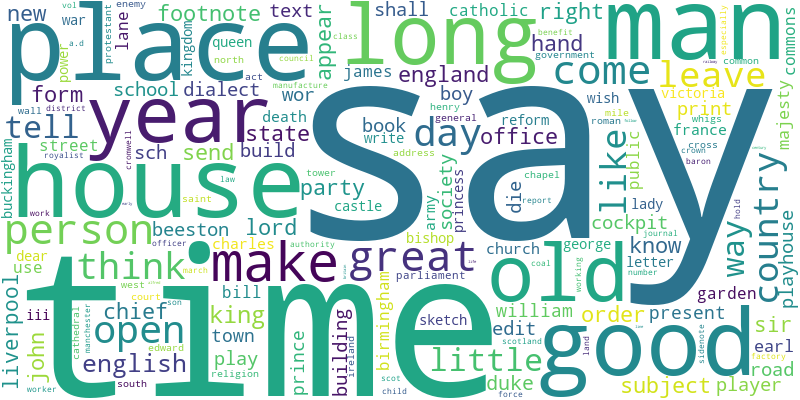 say
time
man
place
house
long
year
good
old
great
make
person
day
think
open
little
country
come
leave
like
way
tell
know
king
english
england
office
right
party
build
building
lord
chief
john
william
liverpool
state
school
dialect
footnote
text
appear
new
form
lane
street
send
hand
shall
catholic
commons
majesty
public
print
france
victoria
reform
book
write
boy
james
death
wor
sch
queen
kingdom
power
war
vol
enemy
protestant
a.d
north
act
council
class
benefit
manufacture
government
common
especially
railway
buckingham
wall
district
royalist
cromwell
work
saint
law
officer
beeston
charles
tower
castle
address
henry
general
society
army
princess
die
chapel
report
cockpit
lady
letter
number
journal
church
george
bishop
parliament
authority
wish
roman
mile
whigs
cross
crown
baron
hold
playhouse
garden
present
order
edit
sir
earl
road
player
subject
duke
prince
birmingham
sketch
ireland
scot
child
bill
town
play
religion
march
court
son
west
edward
cathedral
manchester
iii
dear
use
worker
south
force
scotland
coal
working
land
sidenote
factory
life
early